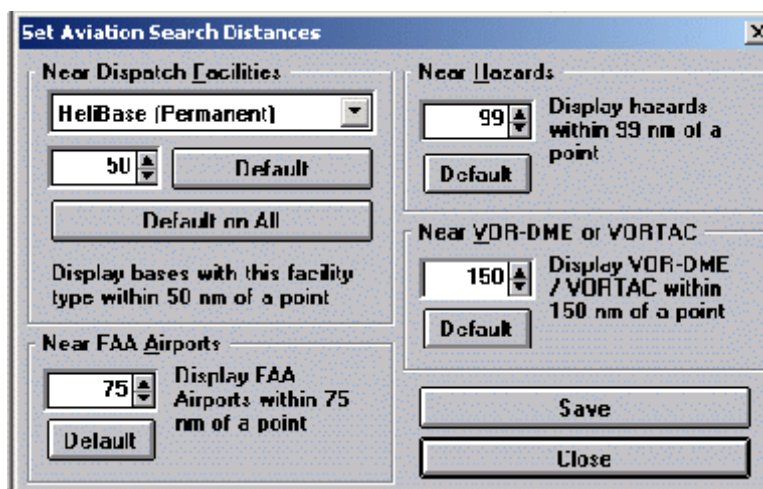 Set Aviation Search Distances
Near Dispatch Facilities
HeliBase (Permanent)
50
Default
Default on All
Display bases with this facility
type within 50 nm of a point
Near FAA Airports
75
Display FAA
Airports within 75
nm of a point
Default
Near Hazards
99
Display hazards
within 99 nm of a
point
Default
Near VOR-DME or VORTAC
150
Display VOR-DME
/ VORTAC within
150 nm of a point
Default
Save
Close